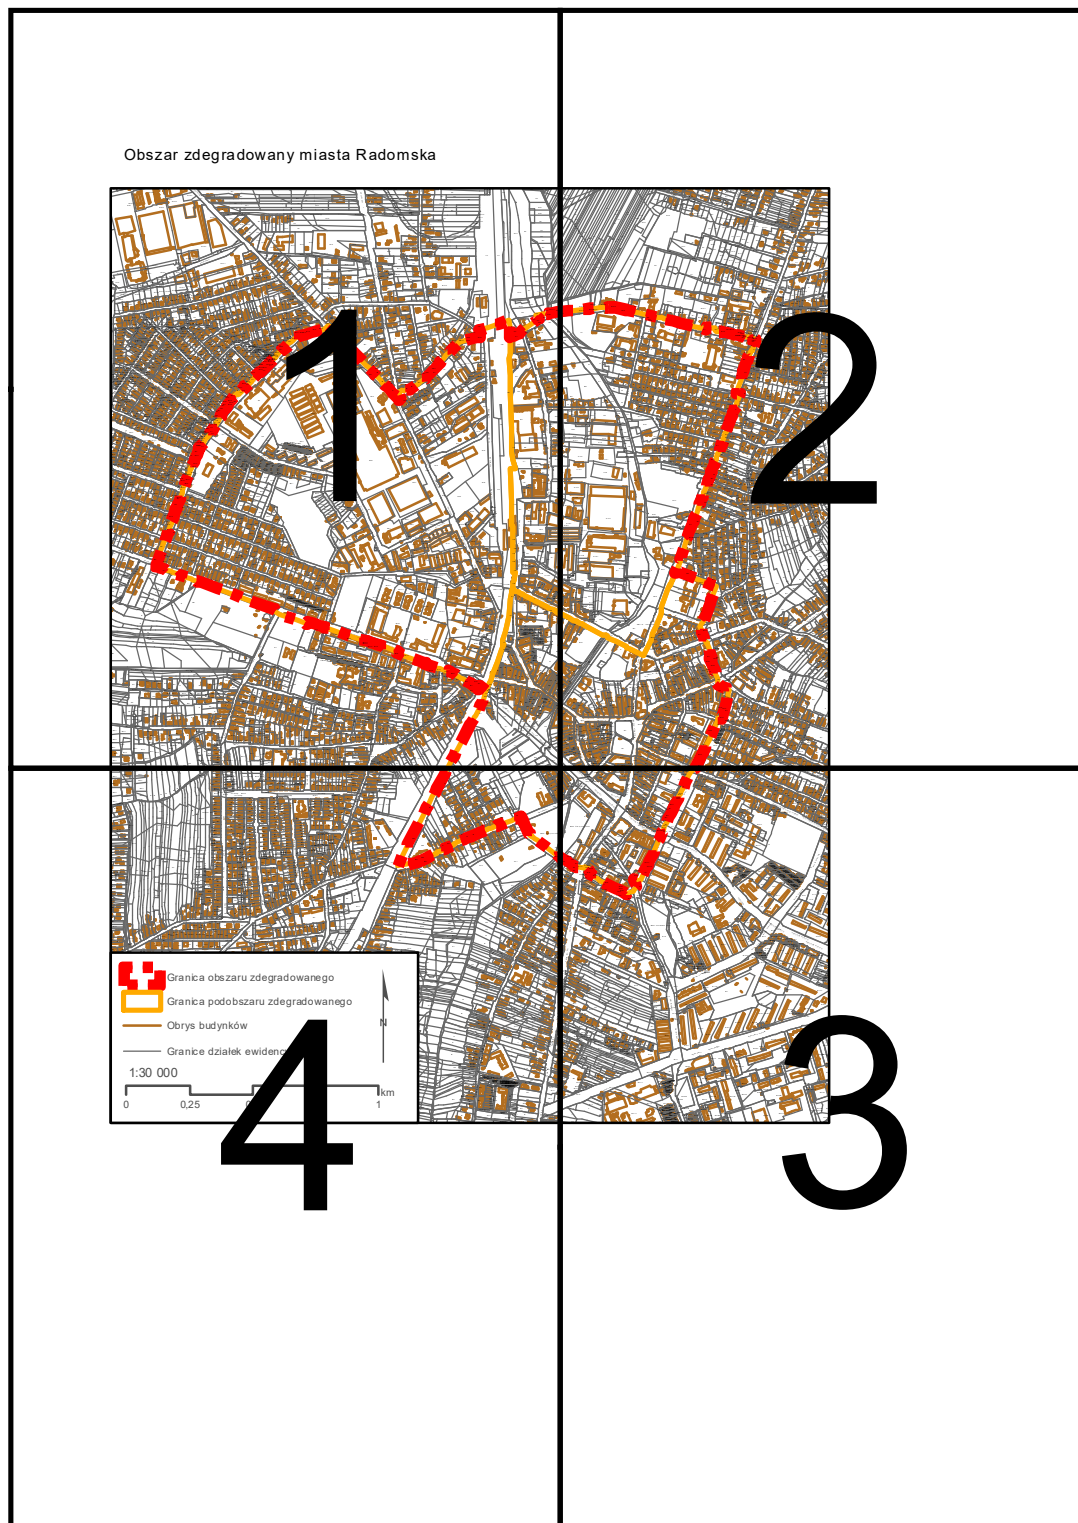 Obszar zdegradowany miasta Radomska
1
2
Granica obszaru zdegradowanego
Granica podobszaru zdegradowanego
Obrys budynków
Granice działek
N
1:30 000
km
0 0,25 1
4
3